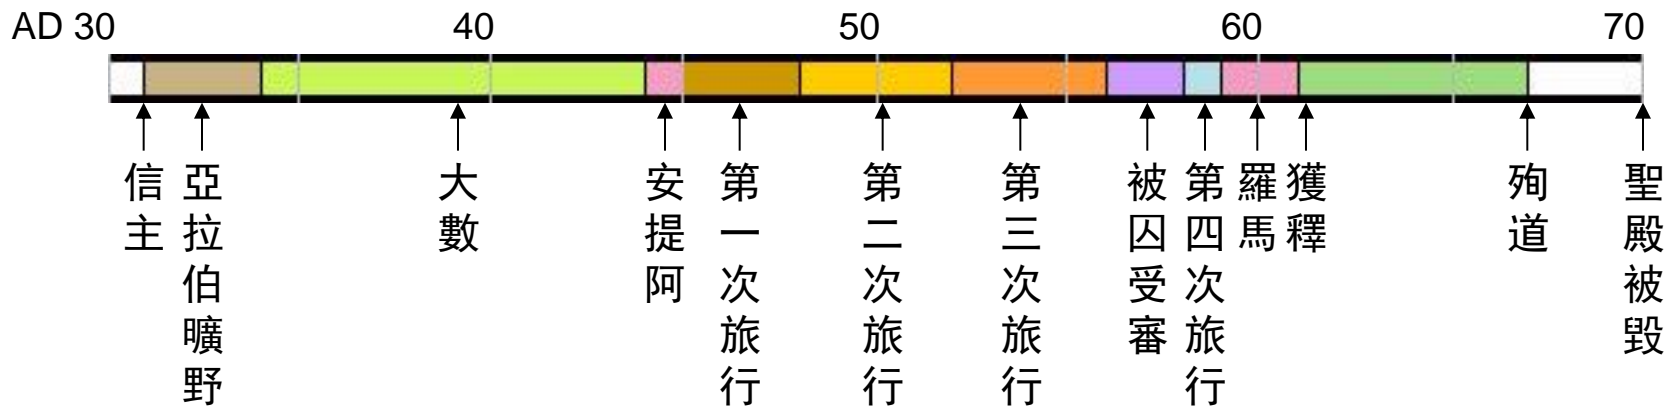 AD 30 40 50 60 70
信主
亞拉伯曠野
大數
安提阿
第一次旅行
第二次旅行
第三次旅行
被囚受審
第四次旅行
羅馬
獲釋
殉道
聖殿被毀